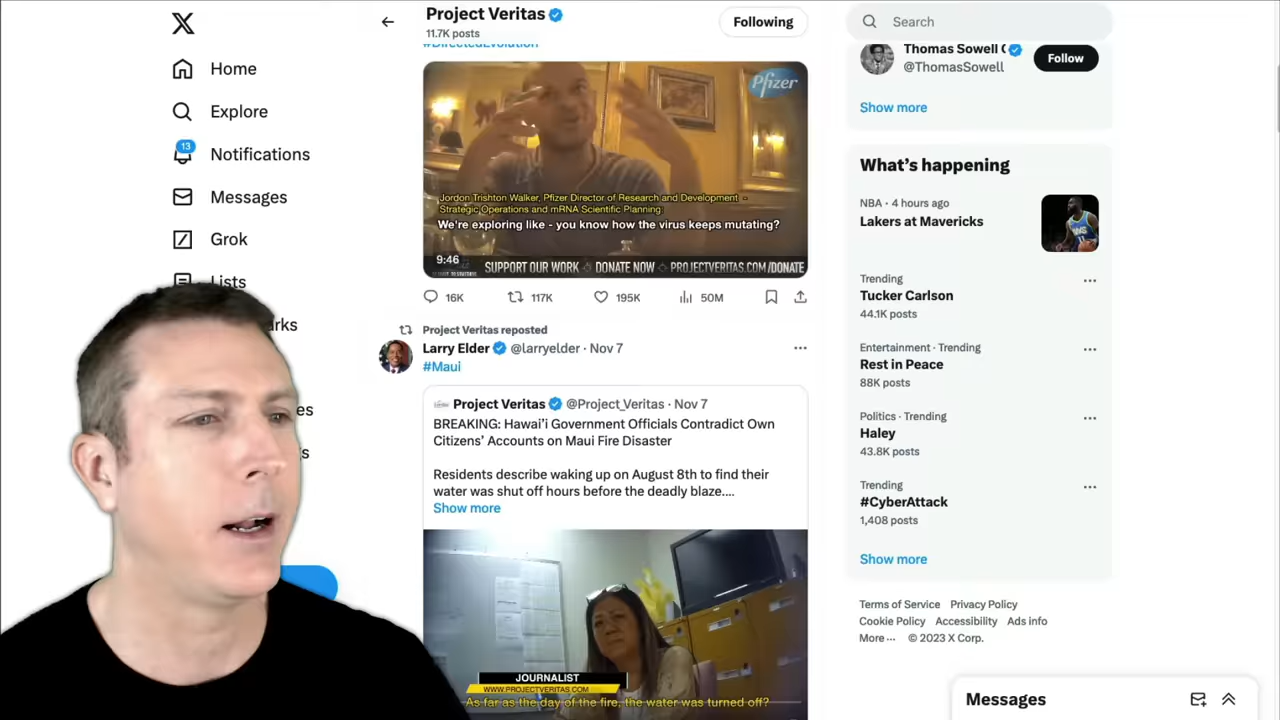 Home
Explore
13
Notifications
Messages
Grok
Lists
Project Veritas
11.7K posts
Following
#DirectedEvolution
Pfizer
Jordon Trishton Walker, Pfizer Director of Research and Development -
Strategic Operations and mRNA Scientific Planning:
We're exploring like - you know how the virus keeps mutating?
9:46
SUPPORT OUR WORK DONATE NOW PROJECTVERITAS.COM/DONATE
16K
117K
195K
50M
Project Veritas reposted
Larry Elder @larryelder · Nov 7
#Maui
Project Veritas @Project_Veritas · Nov 7
BREAKING: Hawai'i Government Officials Contradict Own
Citizens' Accounts on Maui Fire Disaster
Residents describe waking up on August 8th to find their
water was shut off hours before the deadly blaze....
Show more
JOURNALIST
WWW.PROJECTVERITAS.COM
As far as the day of the fire, the water was turned off?
Search
Thomas Sowell
@ThomasSowell
Follow
Show more
What's happening
NBA · 4 hours ago
Lakers at Mavericks
Trending
Tucker Carlson
44.1K posts
Entertainment · Trending
Rest in Peace
88K posts
Politics · Trending
Haley
43.8K posts
Trending
#CyberAttack
1,408 posts
Show more
Terms of Service Privacy Policy
Cookie Policy Accessibility Ads info
More ··· © 2023 X Corp.
Messages